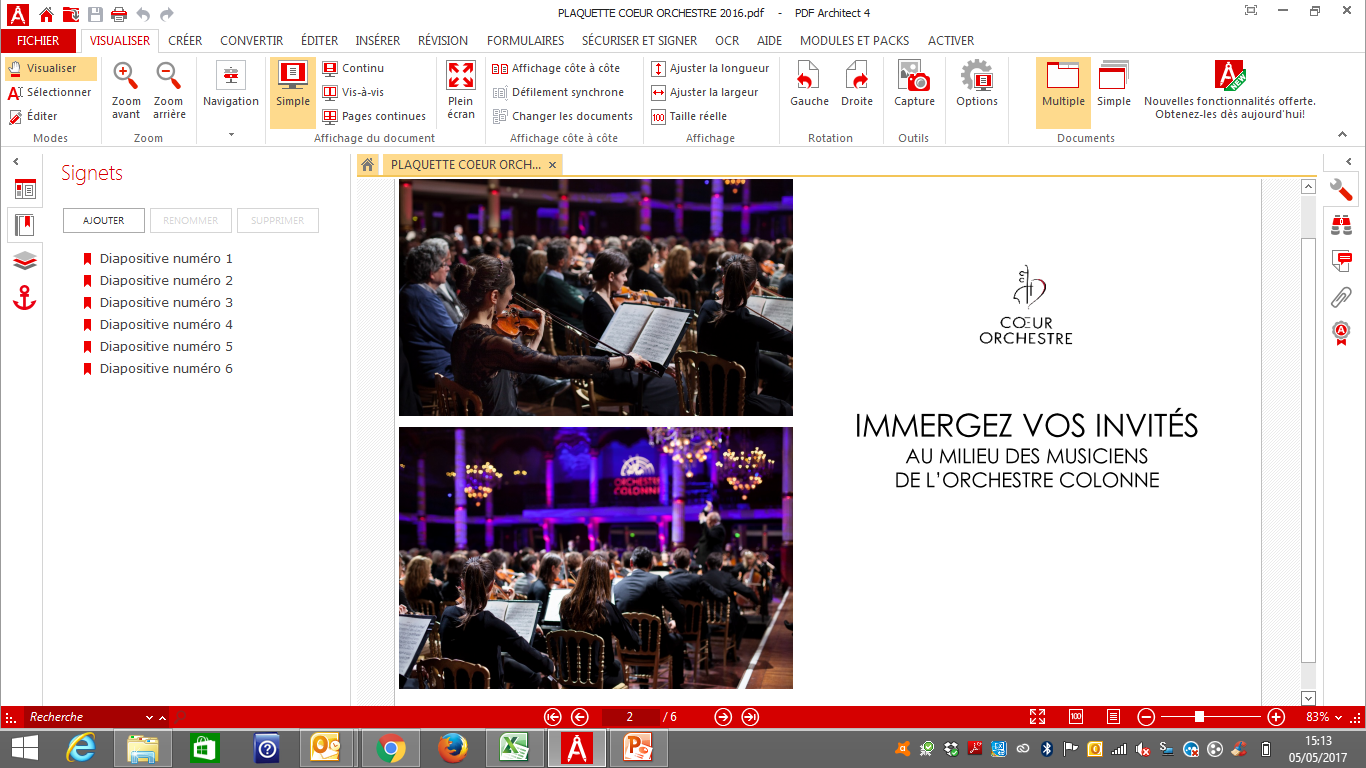 PLAQUETTE COEUR ORCHESTRE 2016.pdf - PDF Architect 4
FICHIER VISUALISER CRÉER CONVERTIR ÉDITER INSÉRER RÉVISION FORMULAIRES SÉCURISER ET SIGNER OCR AIDE MODULES ET PACKS ACTIVER
Visualiser
Sélectionner
Éditer
Modes
Zoom avant
Zoom arrière
Zoom
Navigation
Simple
Continu
Vis-à-vis
Pages continues
Affichage du document
Plein écran
Affichage côte à côte
Défilement synchrone
Changer les documents
Affichage côte à côte
Ajuster la longueur
Ajuster la largeur
100 Taille réelle
Affichage
Gauche
Droite
Rotation
Capture
Outils
Options
Multiple
Simple
Documents
NEW
Nouvelles fonctionnalités offerte.
Obtenez-les dès aujourd'hui!
Signets
AJOUTER RENOMMER SUPPRIMER
Diapositive numéro 1
Diapositive numéro 2
Diapositive numéro 3
Diapositive numéro 4
Diapositive numéro 5
Diapositive numéro 6
PLAQUETTE COEUR ORCH... ×
ORCHESTRE
COLONNE
CŒUR
ORCHESTRE
IMMERGEZ VOS INVITÉS
AU MILIEU DES MUSICIENS
DE L'ORCHESTRE COLONNE
Recherche
2 / 6
100
83%
15:13
05/05/2017